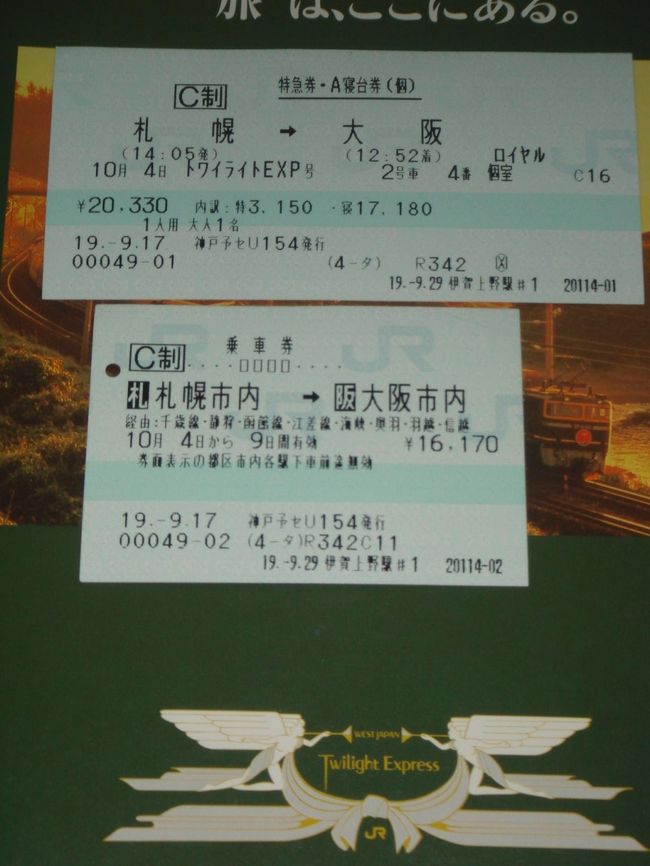 旅"は、ここにある。
C制 特急券・A寝台券(個)
札幌 → 大阪
(14:05発) (12:52着) ロイヤル
10月 4日 トワイライトEXP号 2号車 4番 個室 C16
¥20,330 内訳:特3,150 ・寝17,180
1人用 大人1名
19.-9.17 神戸予セU154発行
00049-01 (4-タ) R342 X
19.-9.29 伊賀上野駅#1 20114-01
JR
C制 乗車券
....□□□□....
札 札幌市内 → 阪 大阪市内
経由:千歳線・静狩・函館線・江差線・海峡・奥羽・羽越・信越
10月 4日から 9日間有効 ¥16,170
券面表示の都区市内各駅下車前途無効
19.-9.17 神戸予セU154発行
00049-02 (4-タ)R342C11
19.-9.29 伊賀上野駅#1 20114-02
WEST JAPAN
Twilight Express
JR